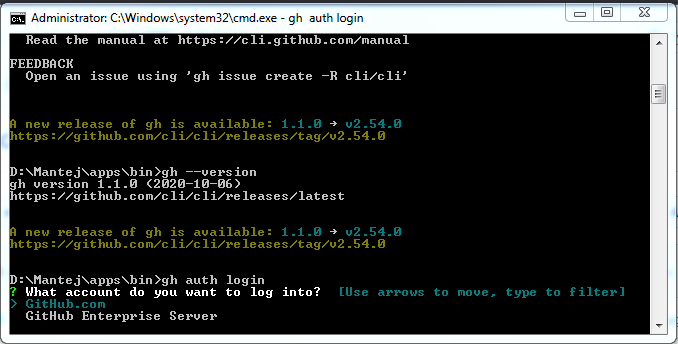 Administrator: C:\Windows\system32\cmd.exe - gh  auth login
Read the manual at https://cli.github.com/manual
FEEDBACK
Open an issue using 'gh issue create -R cli/cli'
A new release of gh is available: 1.1.0 → v2.54.0
https://github.com/cli/cli/releases/tag/v2.54.0
D:\Mantej\apps\bin>gh --version
gh version 1.1.0 (2020-10-06)
https://github.com/cli/cli/releases/latest
A new release of gh is available: 1.1.0 → v2.54.0
https://github.com/cli/cli/releases/tag/v2.54.0
D:\Mantej\apps\bin>gh auth login
? What account do you want to log into?  [Use arrows to move, type to filter]
> GitHub.com
GitHub Enterprise Server